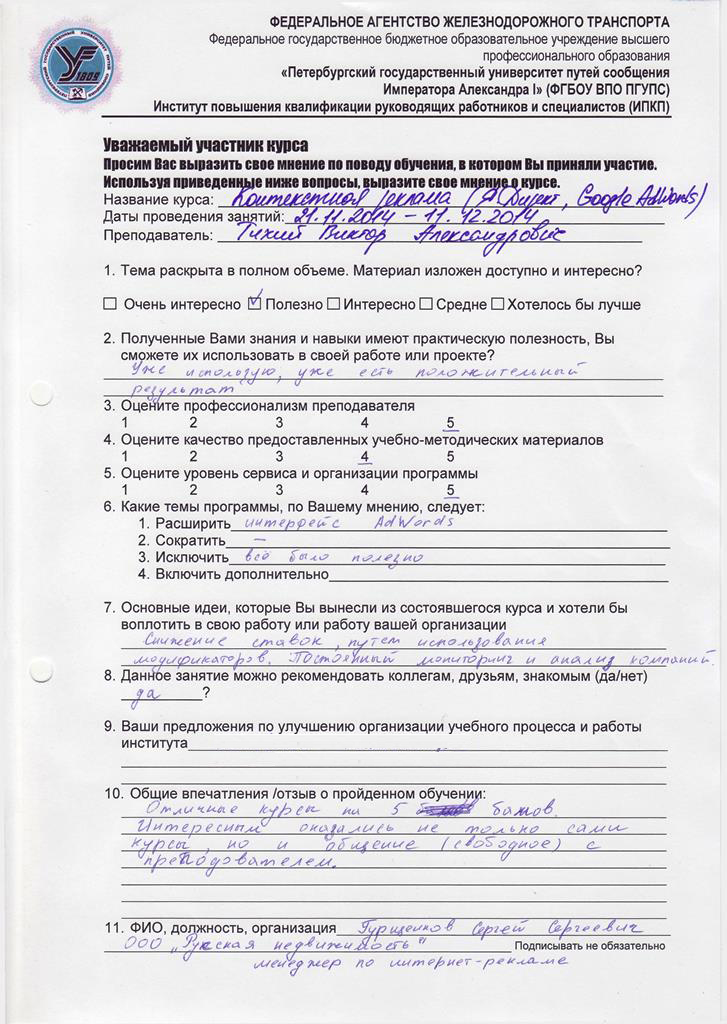 ФЕДЕРАЛЬНОЕ АГЕНТСТВО ЖЕЛЕЗНОДОРОЖНОГО ТРАНСПОРТА
Федеральное государственное бюджетное образовательное учреждение высшего
профессионального образования
«Петербургский государственный университет путей сообщения
Императора Александра I» (ФГБОУ ВПО ПГУПС)
Институт повышения квалификации руководящих работников и специалистов (ИПКП)
1809
Уважаемый участник курса
Просим Вас выразить свое мнение по поводу обучения, в котором Вы приняли участие.
Используя приведенные ниже вопросы, выразите свое мнение о курсе.
Название курса: Контекстная реклама (Я Директ, Google AdWords)
Даты проведения занятий: 21.11.2014 – 11.12.2014
Преподаватель: Тихий Виктор Александрович
1. Тема раскрыта в полном объеме. Материал изложен доступно и интересно?
☐ Очень интересно ☑ Полезно ☐ Интересно ☐ Средне ☐ Хотелось бы лучше
2. Полученные Вами знания и навыки имеют практическую полезность, Вы
сможете их использовать в своей работе или проекте?
Уже использую, уже есть положительный
результат
3. Оцените профессионализм преподавателя
1 2 3 4 5
4. Оцените качество предоставленных учебно-методических материалов
1 2 3 4 5
5. Оцените уровень сервиса и организации программы
1 2 3 4 5
6. Какие темы программы, по Вашему мнению, следует:
1. Расширить интерфейс AdWords
2. Сократить –
3. Исключить всё было полезно
4. Включить дополнительно
7. Основные идеи, которые Вы вынесли из состоявшегося курса и хотели бы
воплотить в свою работу или работу вашей организации
Снижение ставок, путем использования
модификаторов. Постоянный мониторинг и анализ компаний.
8. Данное занятие можно рекомендовать коллегам, друзьям, знакомым (да/нет)
да ?
9. Ваши предложения по улучшению организации учебного процесса и работы
института
10. Общие впечатления /отзыв о пройденном обучении:
Отличные курсы на 5 баллов.
Интересным оказались не только сами
курсы, но и общение (свободное) с
преподователем.
11. ФИО, должность, организация Сергей Сергеевич
ООО „ недвижимость" Подписывать не обязательно
менеджер по интернет-рекламе